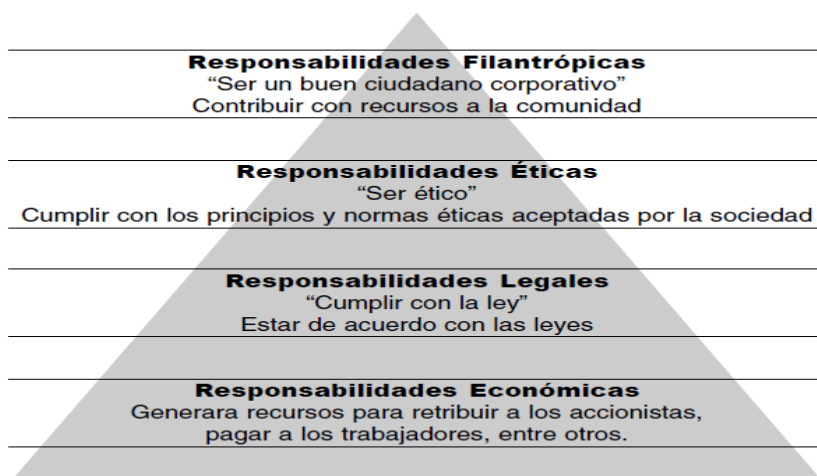 Responsabilidades Filantrópicas
“Ser un buen ciudadano corporativo”
Contribuir con recursos a la comunidad
Responsabilidades Éticas
“Ser ético”
Cumplir con los principios y normas éticas aceptadas por la sociedad
Responsabilidades Legales
“Cumplir con la ley”
Estar de acuerdo con las leyes
Responsabilidades Económicas
Generara recursos para retribuir a los accionistas,
pagar a los trabajadores, entre otros.